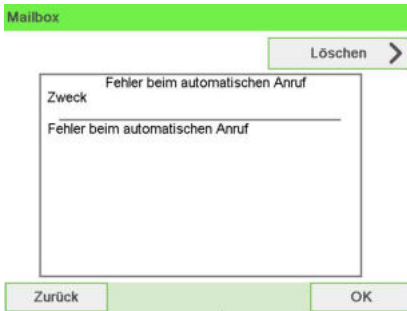 Mailbox
Löschen
Fehler beim automatischen Anruf
Zweck
Fehler beim automatischen Anruf
Zurück
OK